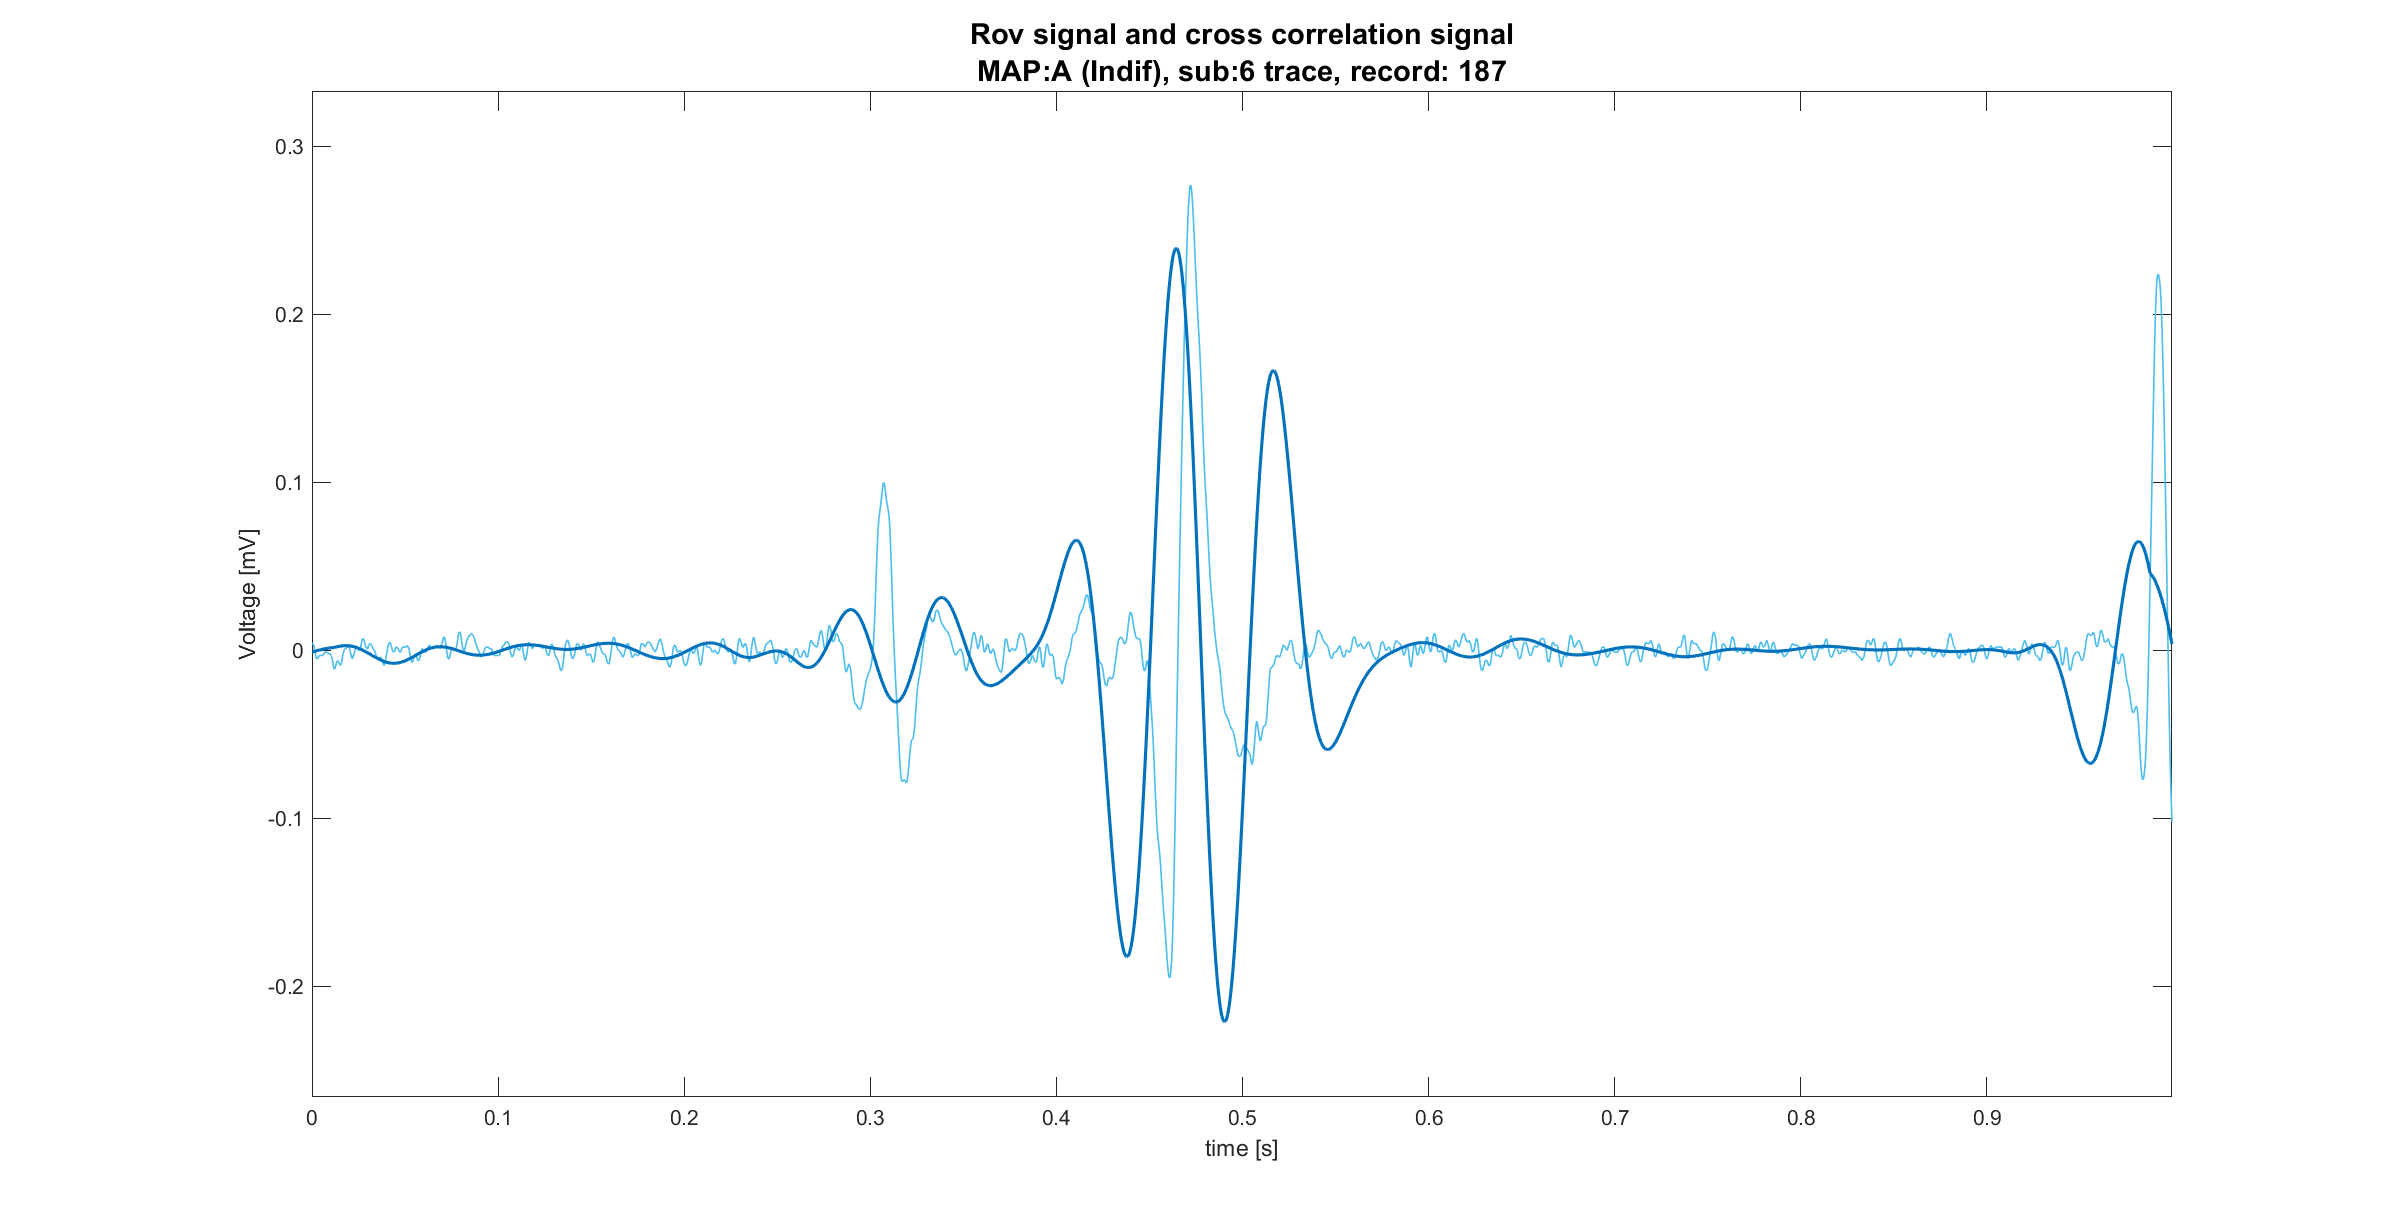 Rov signal and cross correlation signal
MAP:A (Indif), sub:6 trace, record: 187
0.3
0.2
0.1
0
-0.1
-0.2
Voltage [mV]
0 0.1 0.2 0.3 0.4 0.5 0.6 0.7 0.8 0.9
time [s]